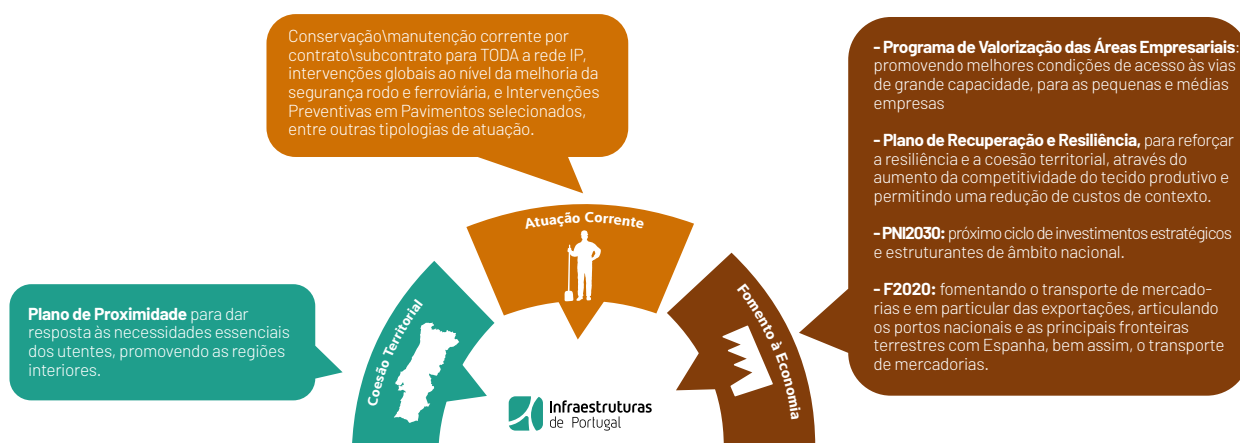 Conservação\manutenção corrente por
contrato\subcontrato para TODA a rede IP,
intervenções globais ao nível da melhoria da
segurança rodo e ferroviária, e Intervenções
Preventivas em Pavimentos selecionados,
entre outras tipologias de atuação.
- Programa de Valorização das Áreas Empresariais:
promovendo melhores condições de acesso às vias
de grande capacidade, para as pequenas e médias
empresas
- Plano de Recuperação e Resiliência, para reforçar
a resiliência e a coesão territorial, através do
aumento da competitividade do tecido produtivo e
permitindo uma redução de custos de contexto.
- PNI2030: próximo ciclo de investimentos estratégicos
e estruturantes de âmbito nacional.
- F2020: fomentando o transporte de mercado-
rias e em particular das exportações, articulando
os portos nacionais e as principais fronteiras
terrestres com Espanha, bem assim, o transporte
de mercadorias.
Plano de Proximidade para dar
resposta às necessidades essenciais
dos utentes, promovendo as regiões
interiores.
Coesão Territorial
Atuação Corrente
Fomento à Economia
Infraestruturas
de Portugal